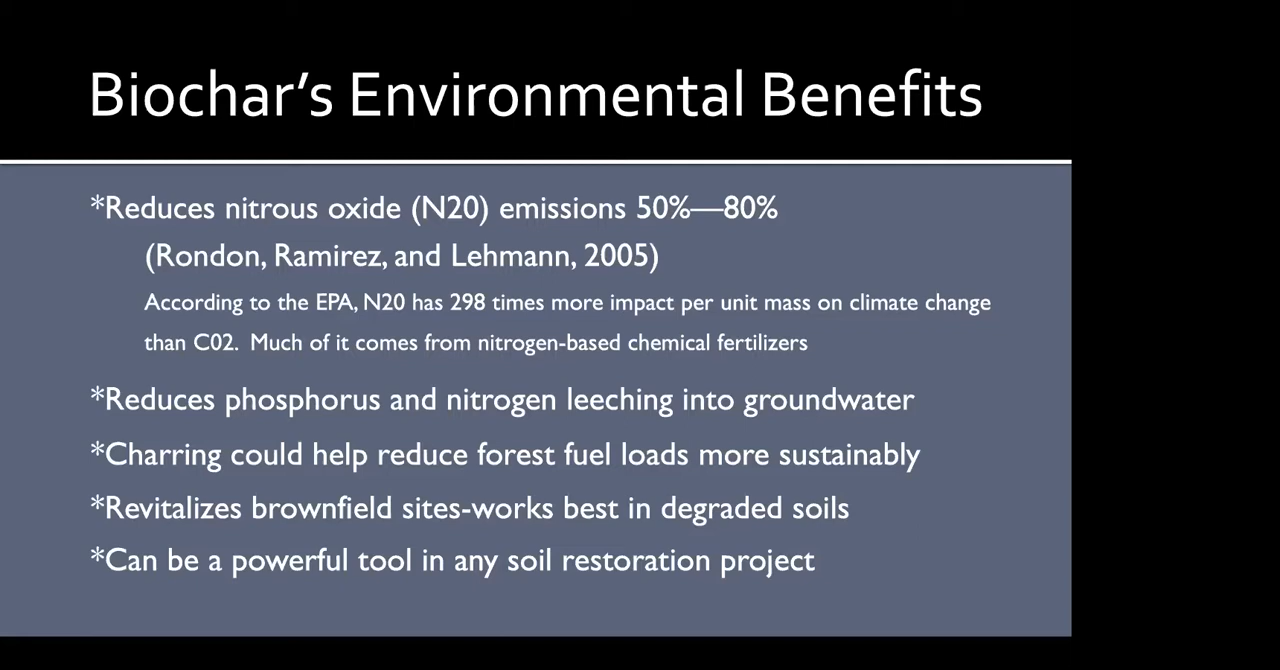 Biochar’s Environmental Benefits
*Reduces nitrous oxide (N20) emissions 50%—80%
(Rondon, Ramirez, and Lehmann, 2005)
According to the EPA, N20 has 298 times more impact per unit mass on climate change
than C02. Much of it comes from nitrogen-based chemical fertilizers
*Reduces phosphorus and nitrogen leeching into groundwater
*Charring could help reduce forest fuel loads more sustainably
*Revitalizes brownfield sites-works best in degraded soils
*Can be a powerful tool in any soil restoration project